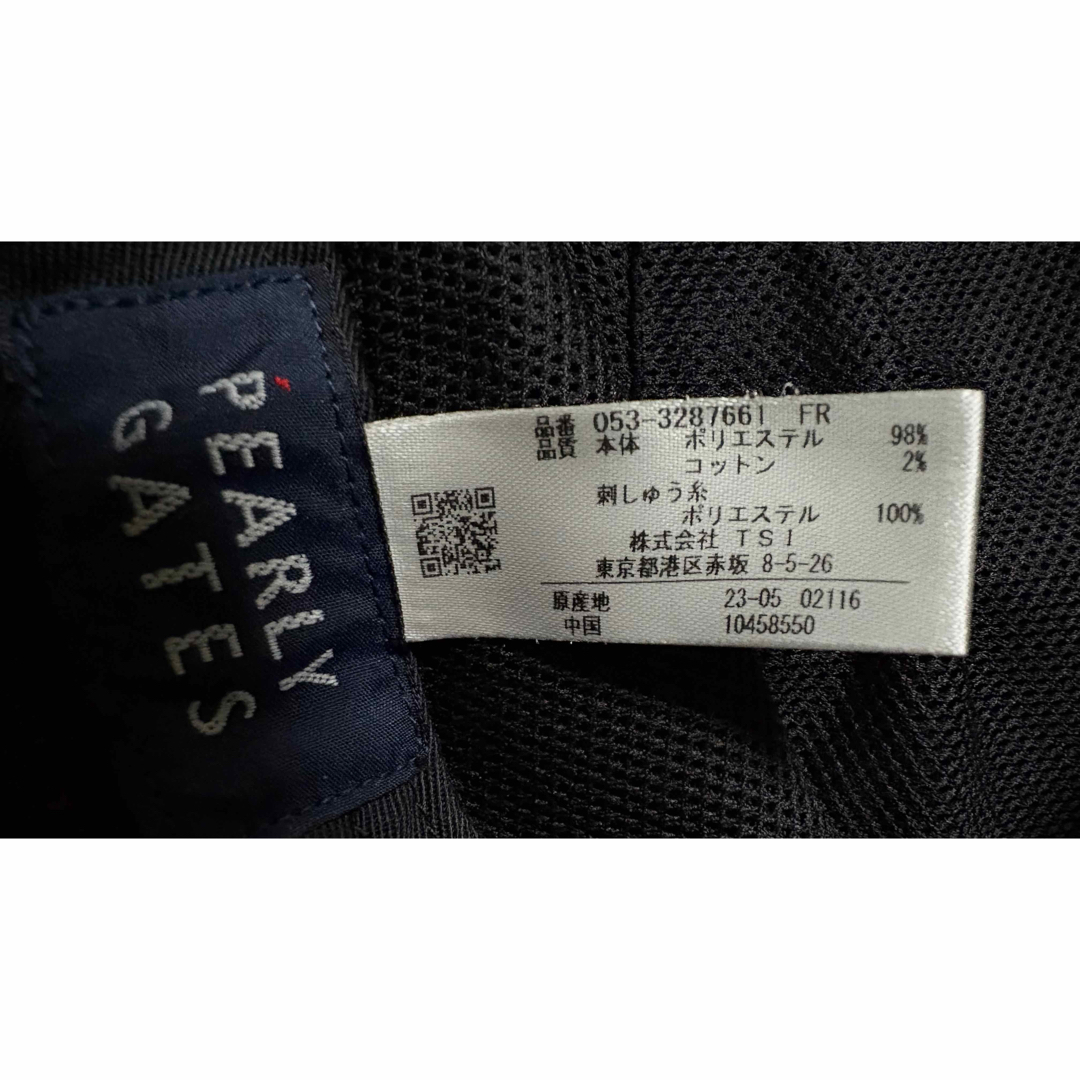 PEARLY
GATES
品番 053-3287661 FR
品質 本体 ポリエステル 98%
コットン 2%
刺しゅう糸
ポリエステル 100%
株式会社 TSI
東京都港区赤坂 8-5-26
原産地 23-05 02116
中国 10458550